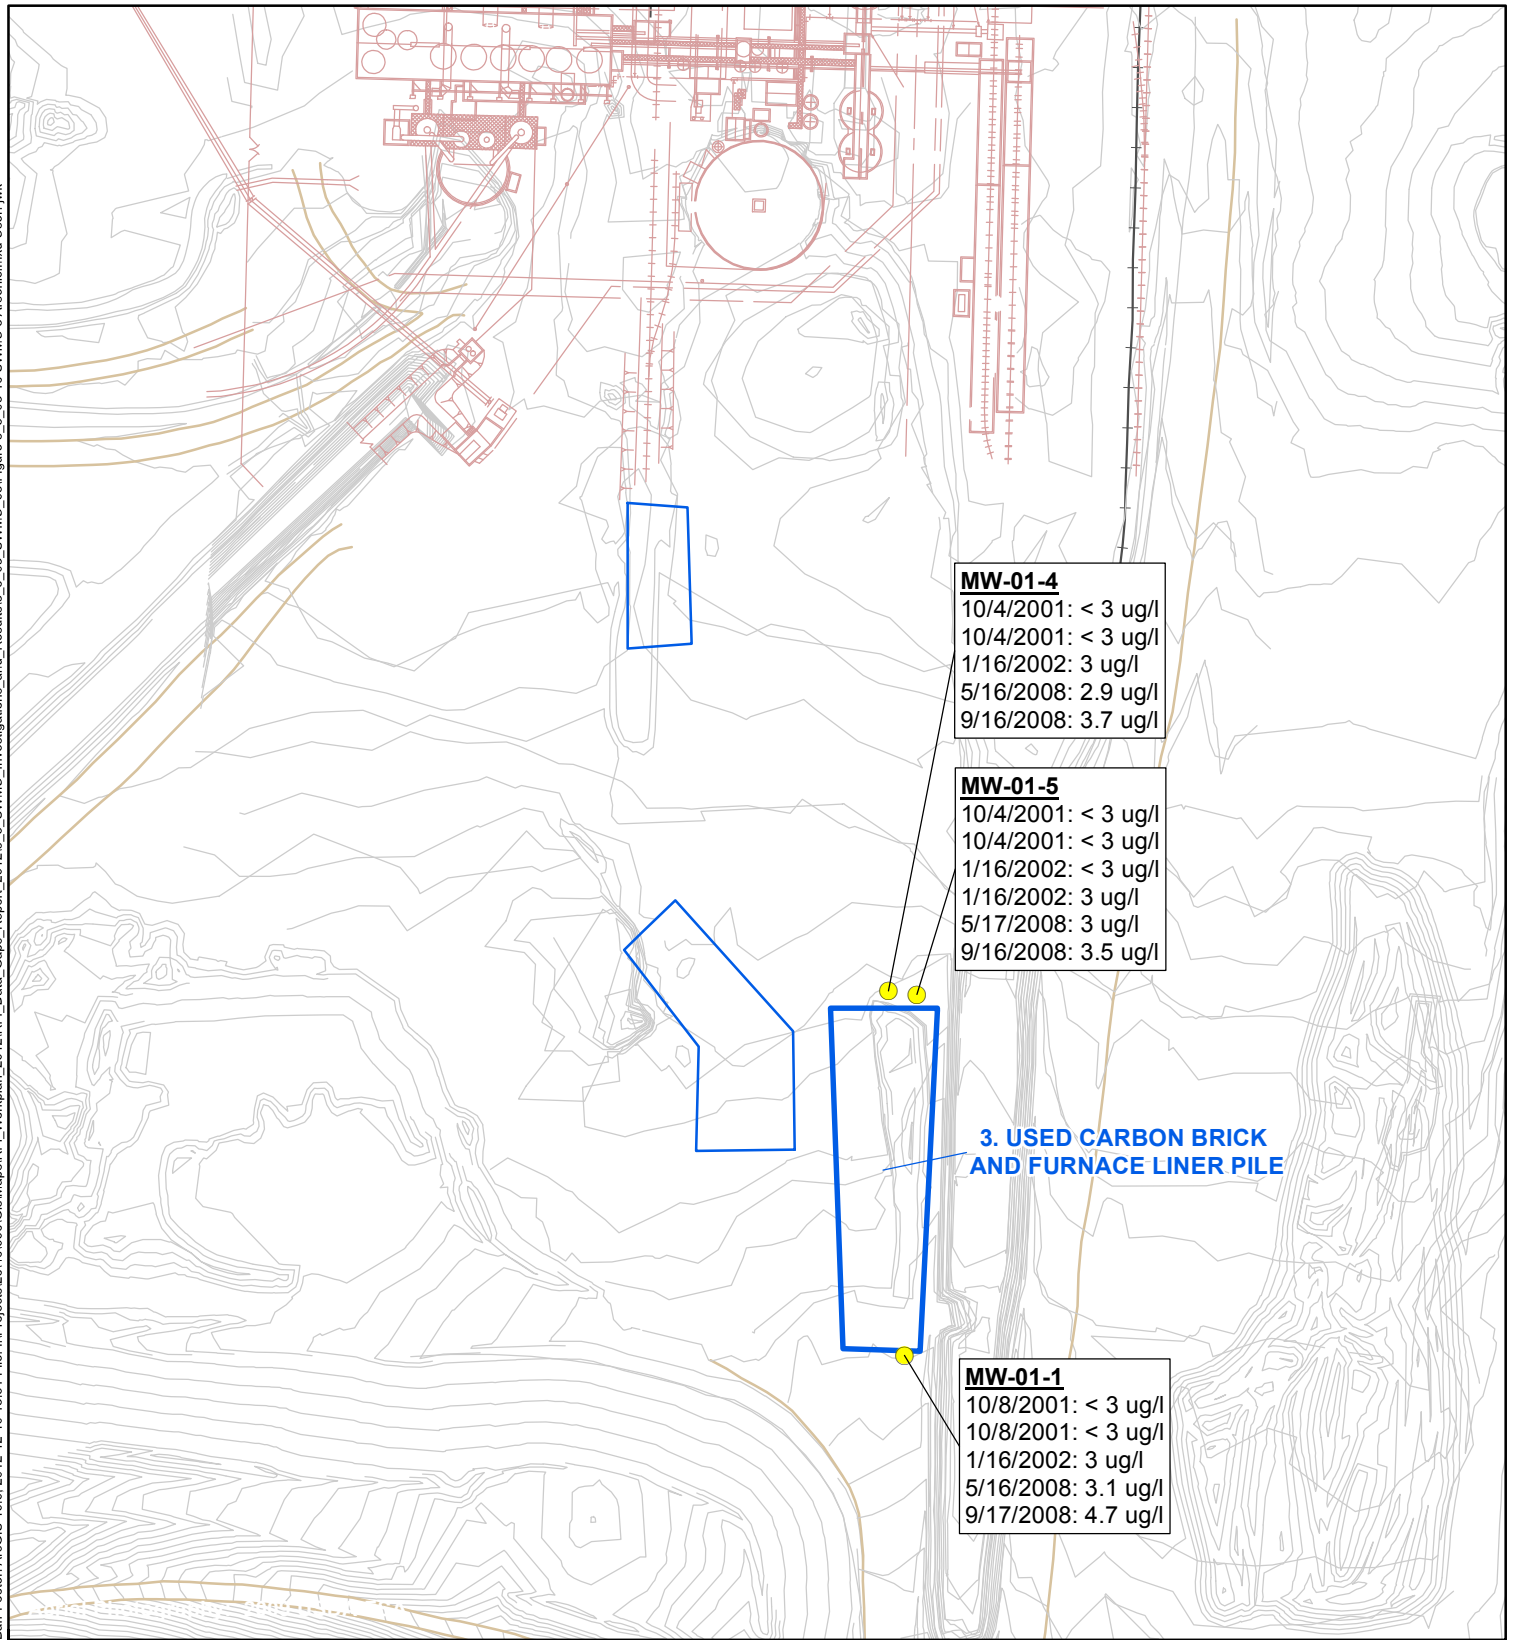 MW-01-4
10/4/2001: < 3 ug/l
10/4/2001: < 3 ug/l
1/16/2002: 3 ug/l
5/16/2008: 2.9 ug/l
9/16/2008: 3.7 ug/l
MW-01-5
10/4/2001: < 3 ug/l
10/4/2001: < 3 ug/l
1/16/2002: < 3 ug/l
1/16/2002: 3 ug/l
5/17/2008: 3 ug/l
9/16/2008: 3.5 ug/l
3. USED CARBON BRICK
AND FURNACE LINER PILE
MW-01-1
10/8/2001: < 3 ug/l
10/8/2001: < 3 ug/l
1/16/2002: 3 ug/l
5/16/2008: 3.1 ug/l
9/17/2008: 4.7 ug/l